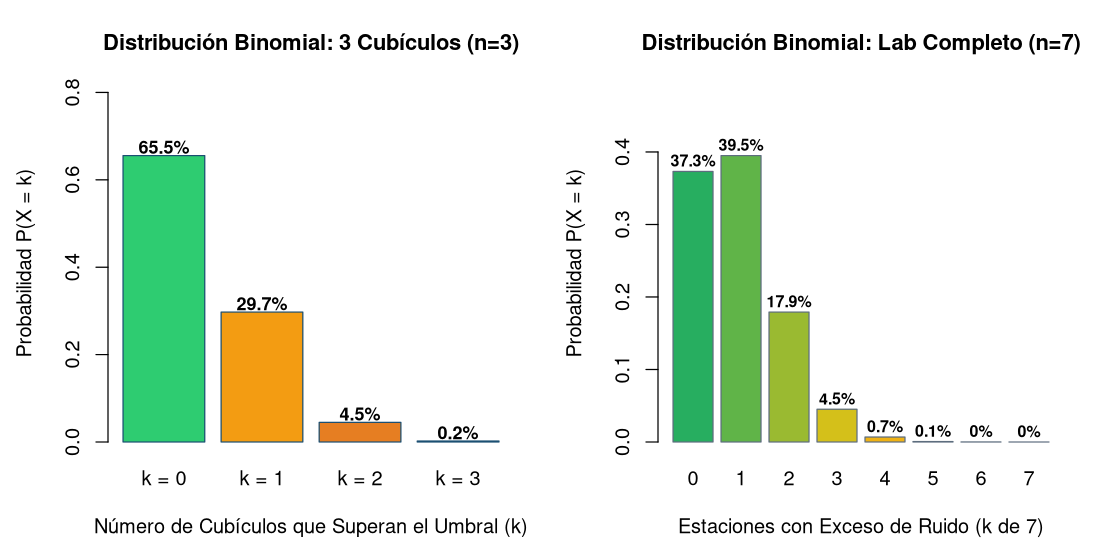 Distribución Binomial: 3 Cubículos (n=3)
Probabilidad P(X = k)
0.8
0.6
0.4
0.2
0.0
65.5%
29.7%
4.5%
0.2%
k = 0 k = 1 k = 2 k = 3
Número de Cubículos que Superan el Umbral (k)
Distribución Binomial: Lab Completo (n=7)
Probabilidad P(X = k)
0.4
0.3
0.2
0.1
0.0
37.3%
39.5%
17.9%
4.5%
0.7%
0.1%
0%
0%
0 1 2 3 4 5 6 7
Estaciones con Exceso de Ruido (k de 7)